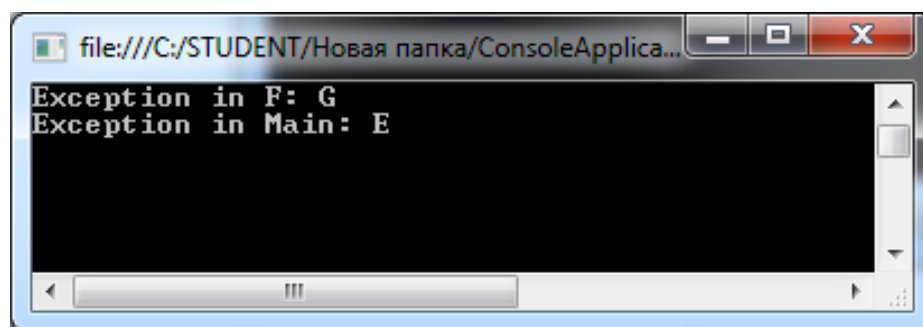 file:///C:/STUDENT/Новая папка/ConsoleApplica...
Exception in F: G
Exception in Main: E